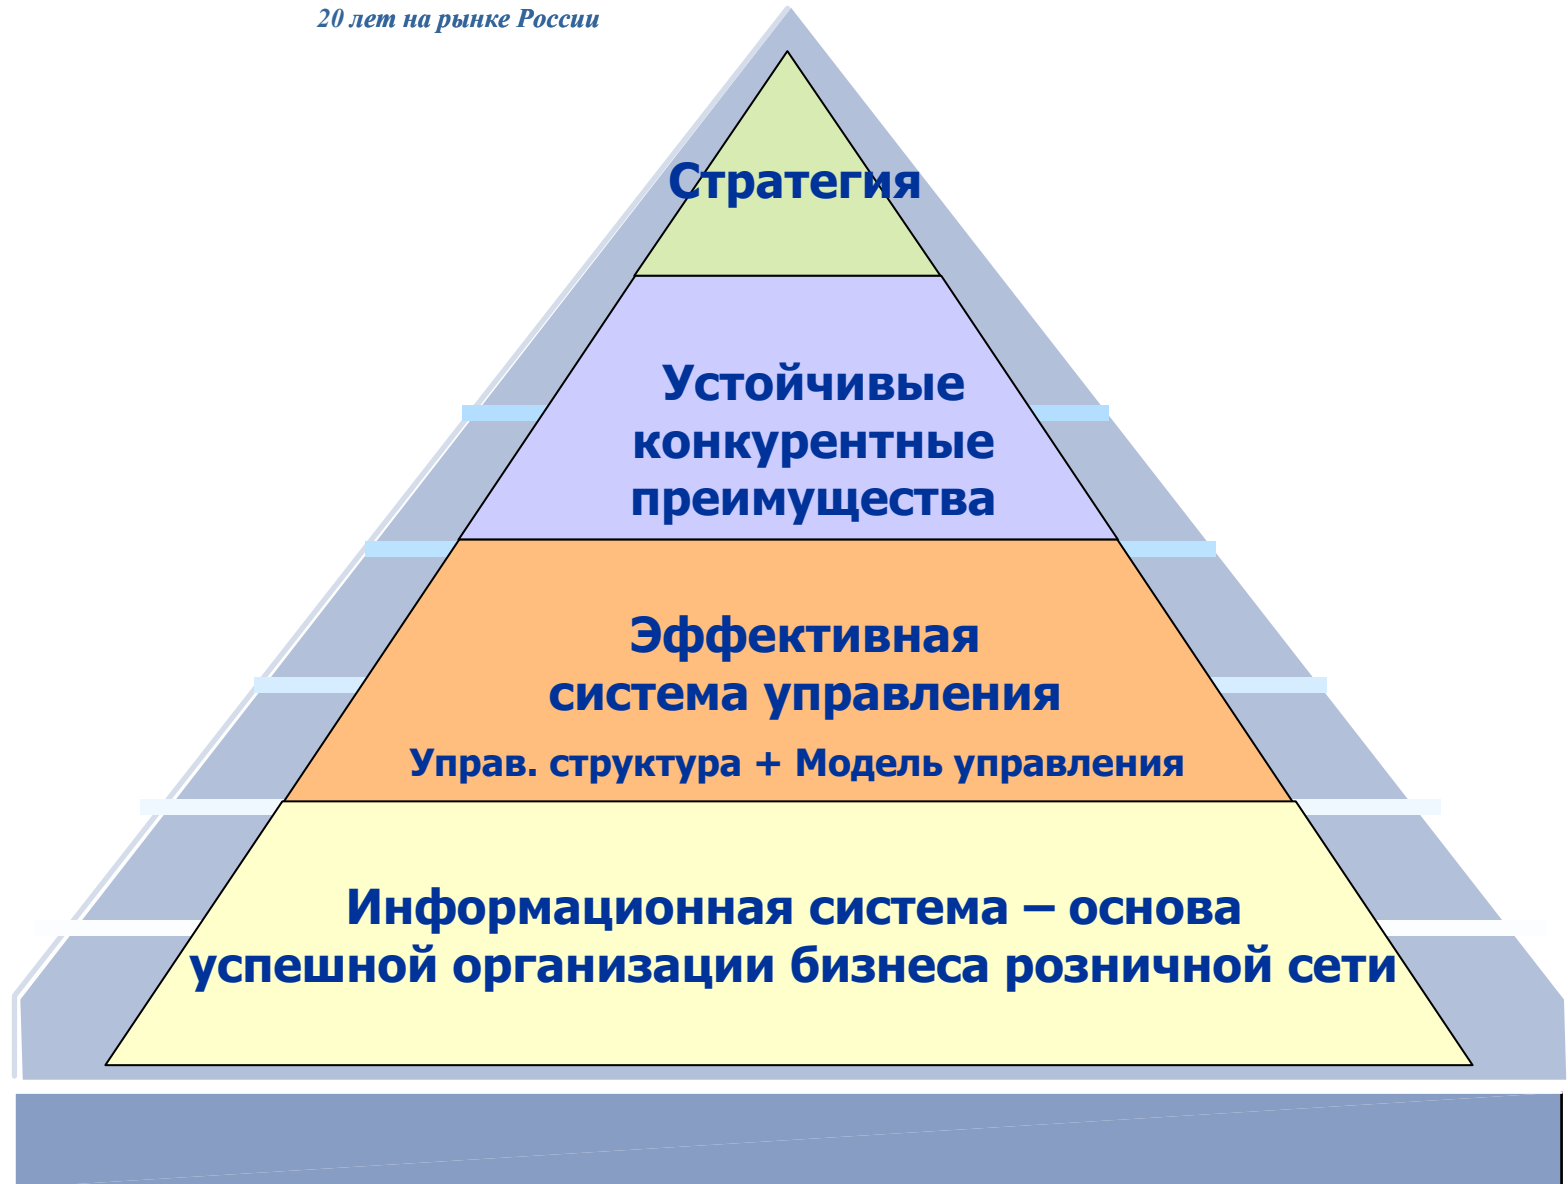 20 лет на рынке России
Стратегия
Устойчивые
конкурентные
преимущества
Эффективная
система управления
Управ. структура + Модель управления
Информационная система – основа
успешной организации бизнеса розничной сети